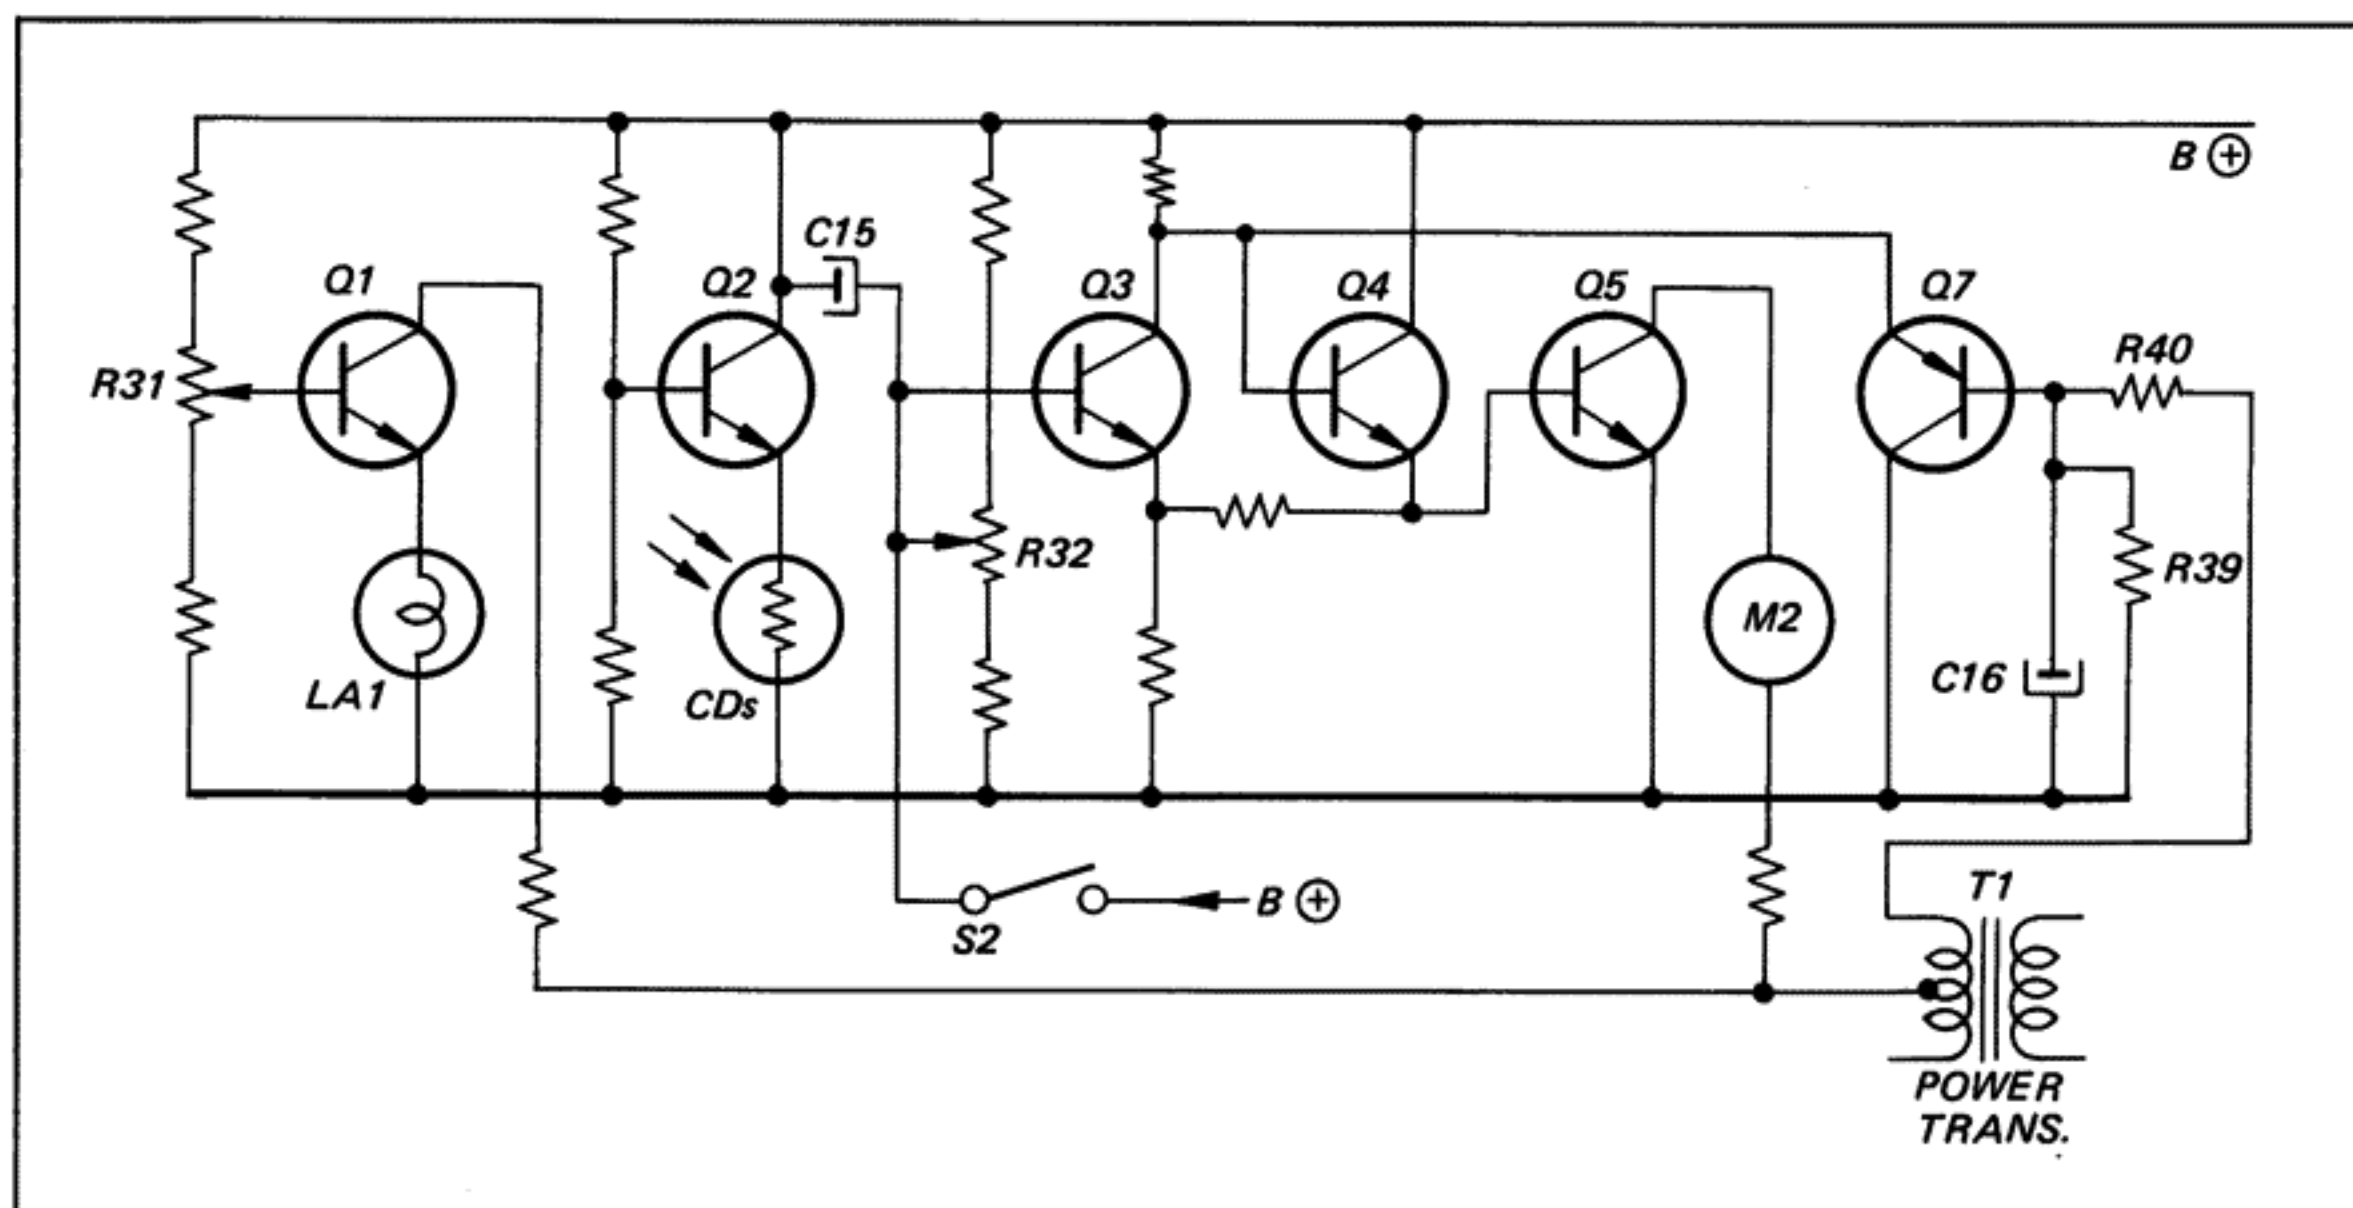 B ⊕
C15
Q1
Q2
Q3
Q4
Q5
Q7
R40
R31
R32
R39
M2
C16
LA1
CDs
T1
B ⊕
S2
POWER
TRANS.